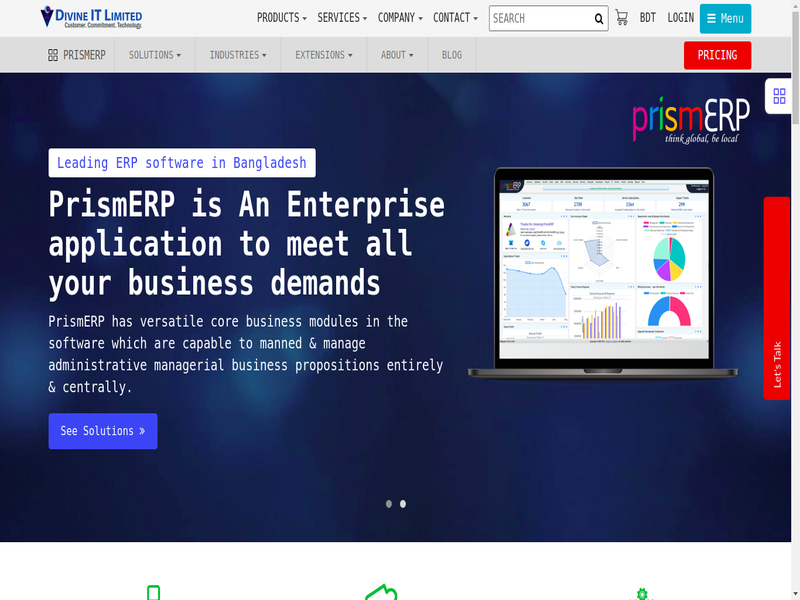 DIVINE IT LIMITED
Customer. Commitment. Technology.
PRODUCTS SERVICES COMPANY CONTACT SEARCH BDT LOGIN Menu
PRISMERP SOLUTIONS INDUSTRIES EXTENSIONS ABOUT BLOG PRICING
prismERP
think global, be local
Leading ERP software in Bangladesh
PrismERP is An Enterprise
application to meet all
your business demands
PrismERP has versatile core business modules in the
software which are capable to manned & manage
administrative managerial business propositions entirely
& centrally.
See Solutions »
Let's Talk